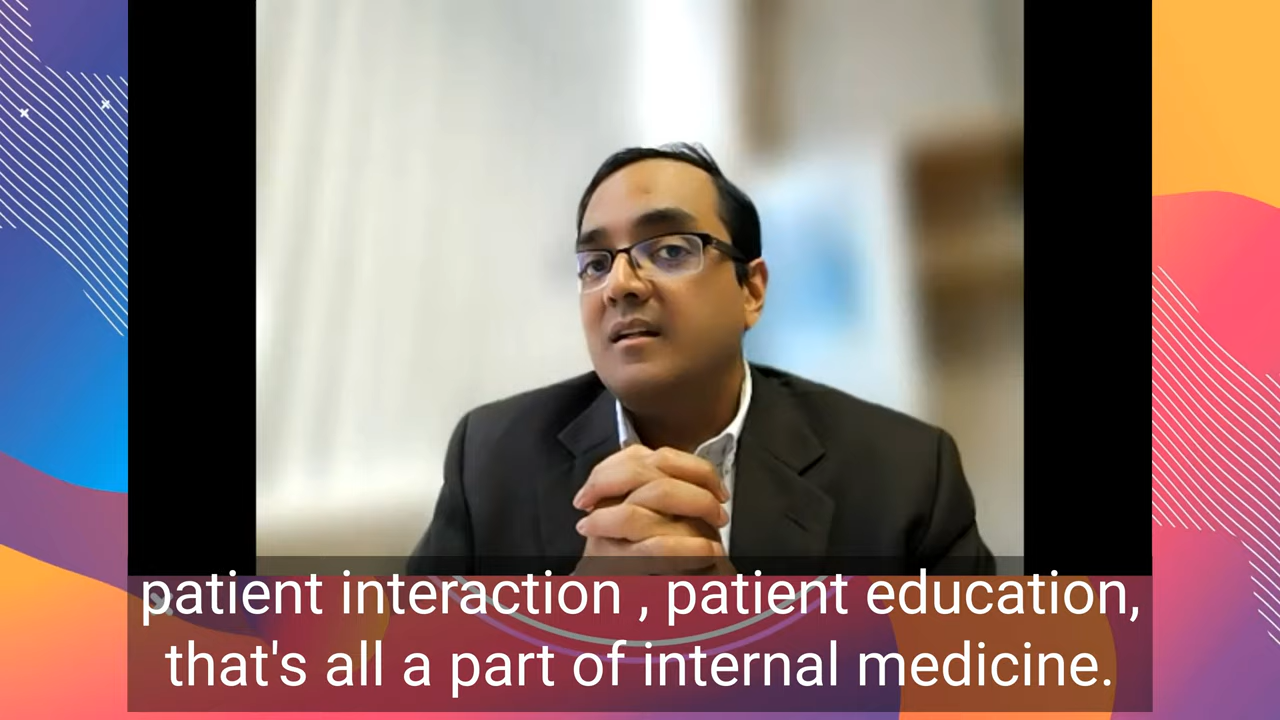 patient interaction , patient education,
that's all a part of internal medicine.